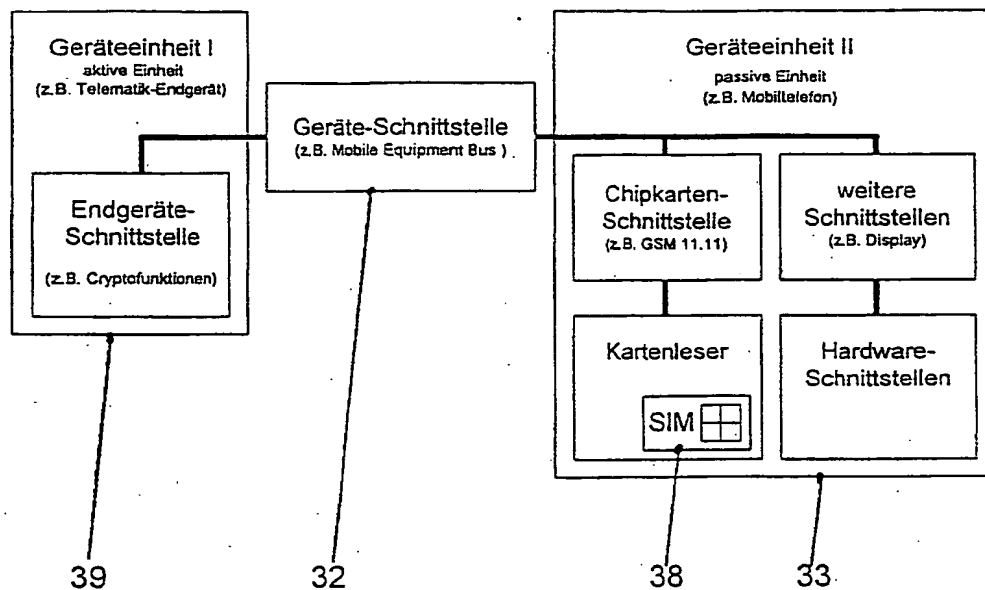 Geräteeinheit I
aktive Einheit
(z.B. Telematik-Endgerät)
Endgeräte-
Schnittstelle
(z.B. Cryptofunktionen)
Geräte-Schnittstelle
(z.B. Mobile Equipment Bus )
Geräteeinheit II
passive Einheit
(z.B. Mobiltelefon)
Chipkarten-
Schnittstelle
(z.B. GSM 11.11)
weitere
Schnittstellen
(z.B. Display)
Kartenleser
SIM
Hardware-
Schnittstellen
39
32
38
33